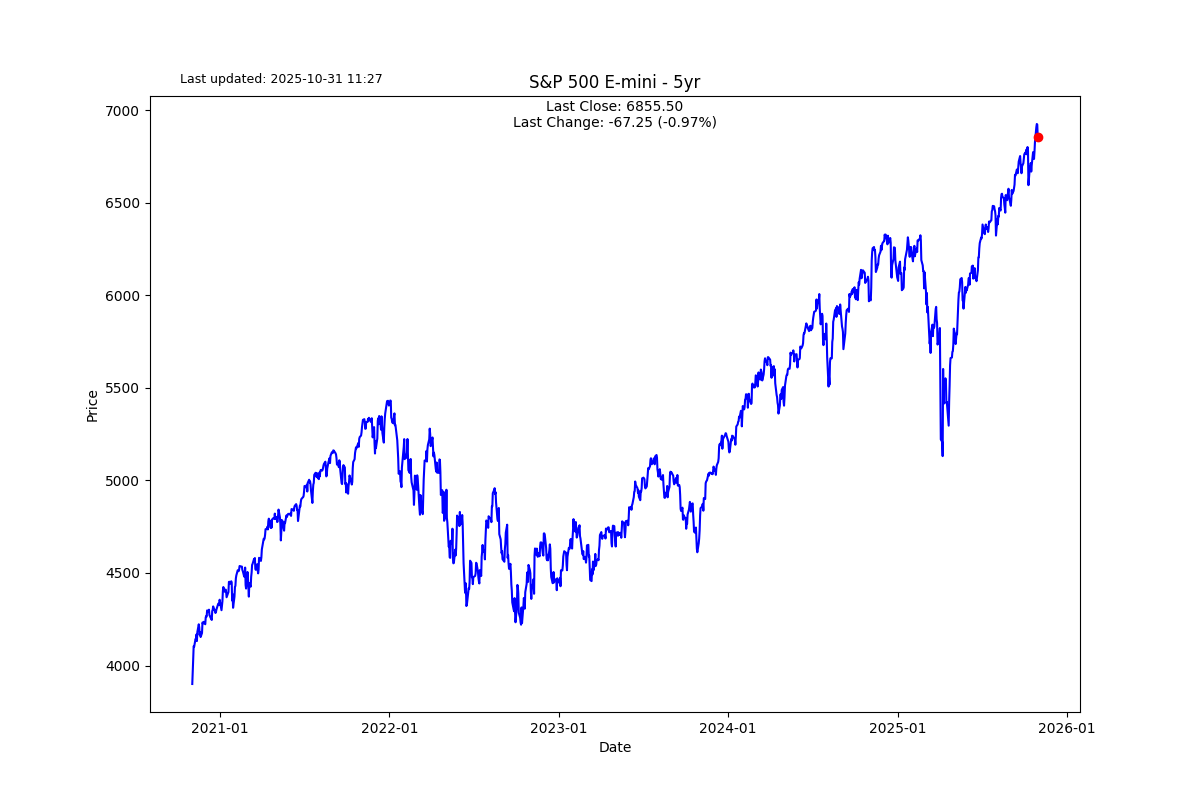 Last updated: 2025-10-31 11:27
S&P 500 E-mini - 5yr
Last Close: 6855.50
Last Change: -67.25 (-0.97%)
7000
6500
6000
5500
5000
4500
4000
Price
2021-01
2022-01
2023-01
2024-01
2025-01
2026-01
Date